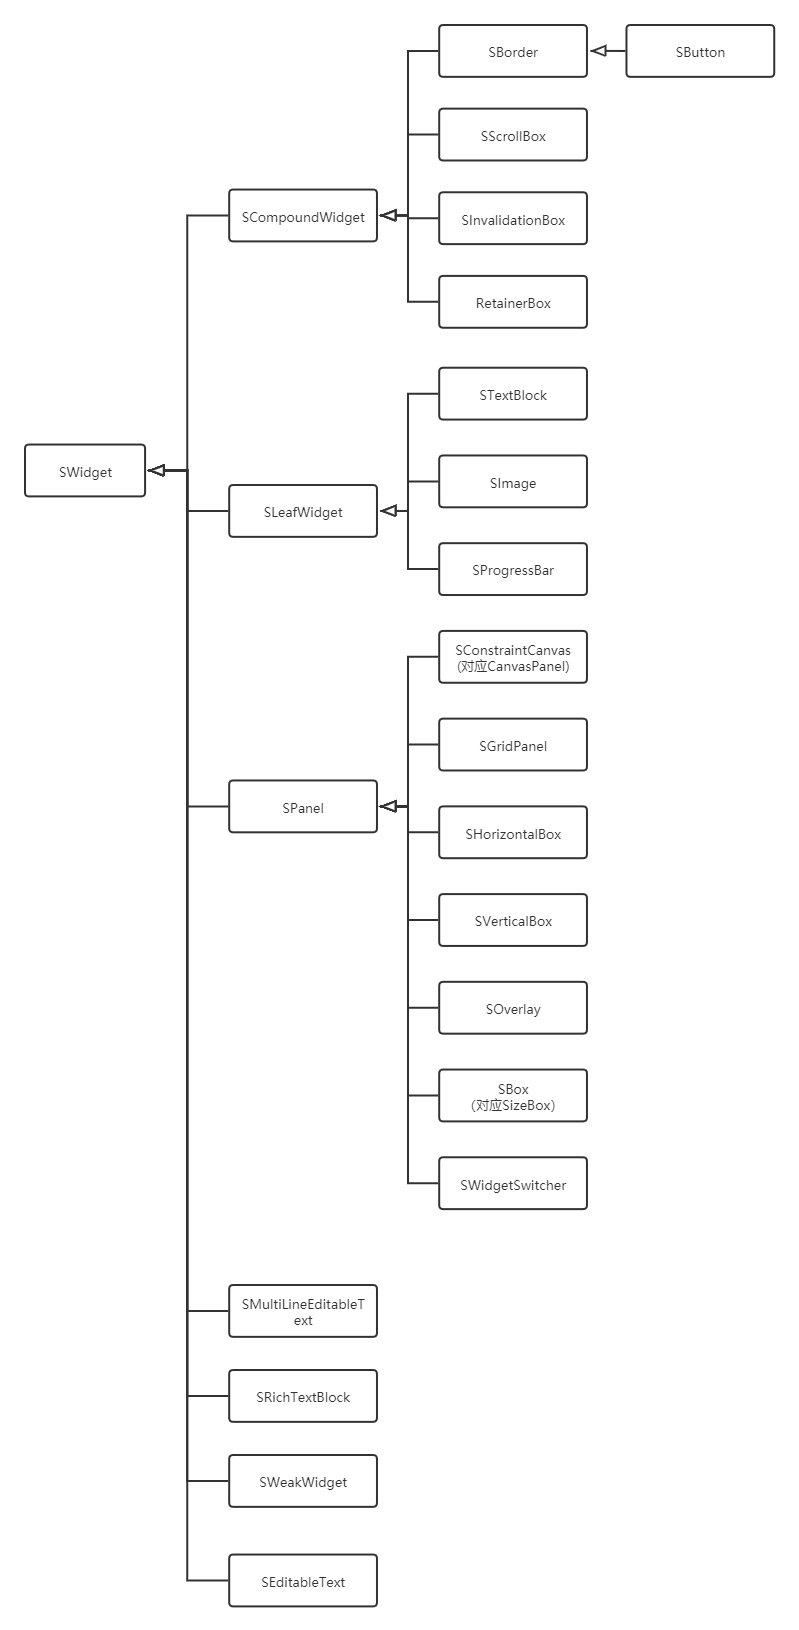 SBorder
SButton
SScrollBox
SCompoundWidget
SInvalidationBox
RetainerBox
STextBlock
SWidget
SImage
SLeafWidget
SProgressBar
SConstraintCanvas
(对应CanvasPanel)
SGridPanel
SPanel
SHorizontalBox
SVerticalBox
SOverlay
SBox
(对应SizeBox)
SWidgetSwitcher
SMultiLineEditableT
ext
SRichTextBlock
SWeakWidget
SEditableText